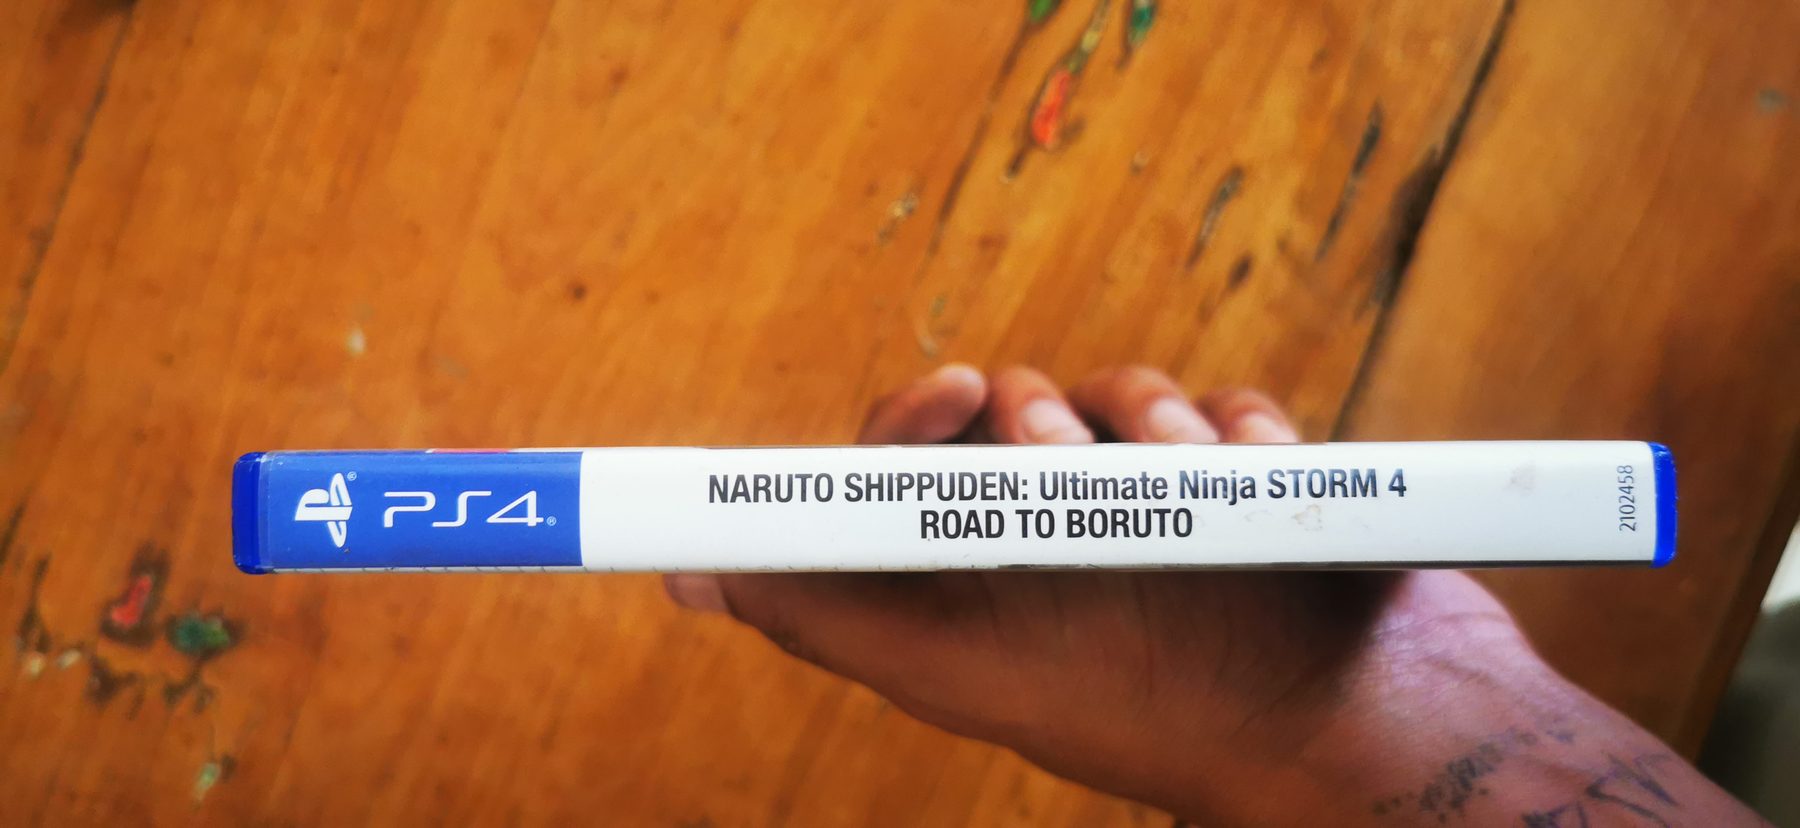 PS4®
NARUTO SHIPPUDEN: Ultimate Ninja STORM 4
ROAD TO BORUTO
2102458